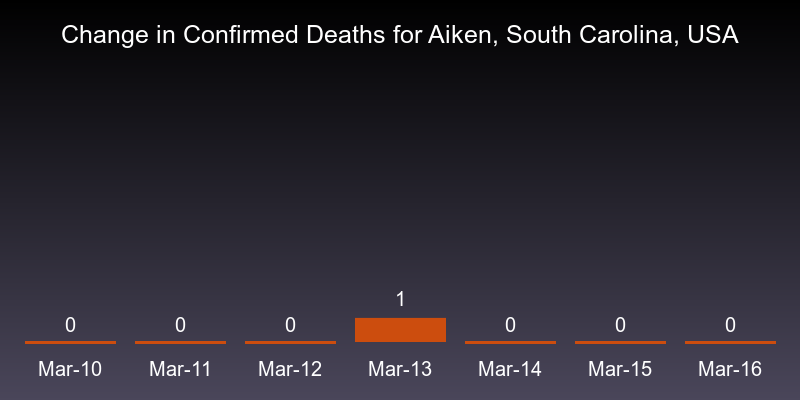 Change in Confirmed Deaths for Aiken, South Carolina, USA
1
0 0 0 0 0 0
Mar-10 Mar-11 Mar-12 Mar-13 Mar-14 Mar-15 Mar-16